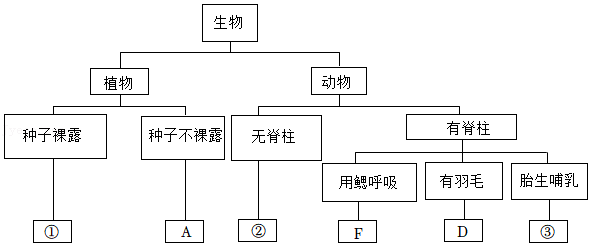 生物
植物
动物
种子裸露
种子不裸露
无脊柱
有脊柱
用鳃呼吸
有羽毛
胎生哺乳
①
A
②
F
D
③